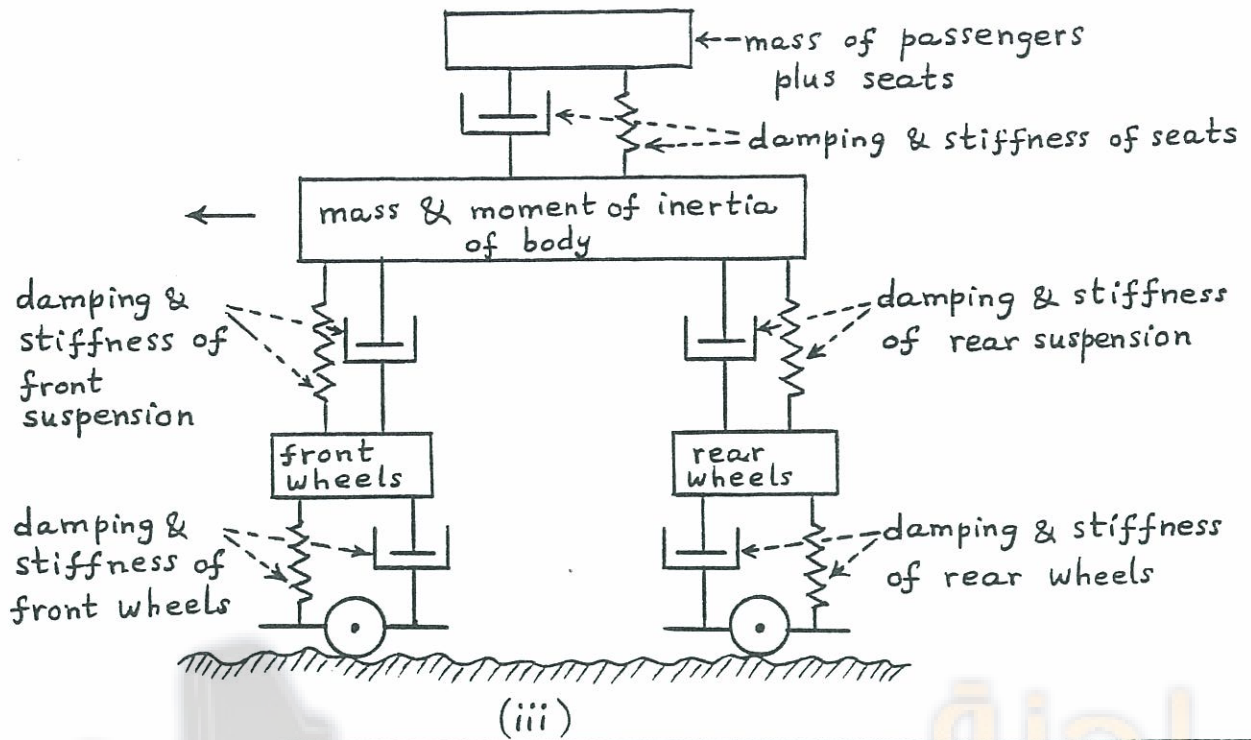 mass of passengers
plus seats
damping & stiffness of seats
mass & moment of inertia
of body
damping &
stiffness of
front
suspension
damping & stiffness
of rear suspension
front
wheels
rear
wheels
damping &
stiffness of
front wheels
damping & stiffness
of rear wheels
(iii)